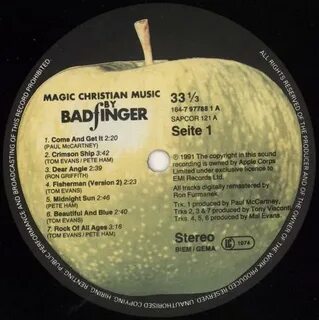 MAGIC CHRISTIAN MUSIC
BY
BADFINGER
1. Come And Get It 2:20
(PAUL McCARTNEY)
2. Crimson Ship 3:42
(TOM EVANS / PETE HAM)
3. Dear Angie 2:39
(RON GRIFFITH)
4. Fisherman (Version 2) 2:23
(TOM EVANS)
5. Midnight Sun 2:46
(TOM EVANS / PETE HAM)
6. Beautiful And Blue 2:40
(TOM EVANS)
7. Rock Of All Ages 3:16
(TOM EVANS / PETE HAM)
33 1/3
164-7 97788 1 A
SAPCOR 121 A
Seite 1
℗ 1991 The copyright in this sound
recording is owned by Apple Corps
Limited under exclusive licence to
EMI Records Ltd.
All tracks digitally remastered by
Ron Furmanek.
Trk. 1 produced by Paul McCartney,
Trks 2, 3 & 7 produced by Tony Visconti,
Trks. 4, 5, 6 produced by Mal Evans.
Stereo
BIEM / GEMA
1974
ALL RIGHTS OF THE PRODUCER AND OF THE OWNER OF THE WORK REPRODUCED RESERVED. UNAUTHORISED COPYING, HIRING, RENTING, PUBLIC PERFORMANCE AND BROADCASTING OF THIS RECORD PROHIBITED.